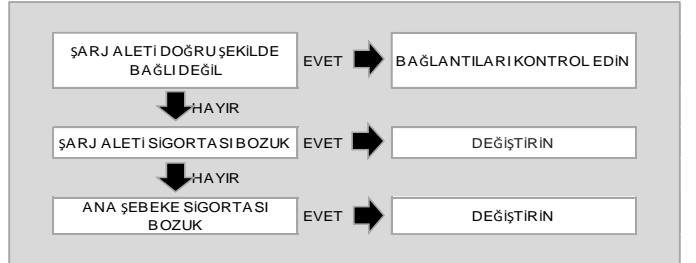 ŞARJ ALETİ DOĞRU ŞEKİLDE
BAĞLI DEĞİL
EVET
BAĞLANTILARI KONTROL EDİN
HAYIR
ŞARJ ALETİ SİGORTASI BOZUK
EVET
DEĞİŞTİRİN
HAYIR
ANA ŞEBEKE SİGORTASI
BOZUK
EVET
DEĞİŞTİRİN